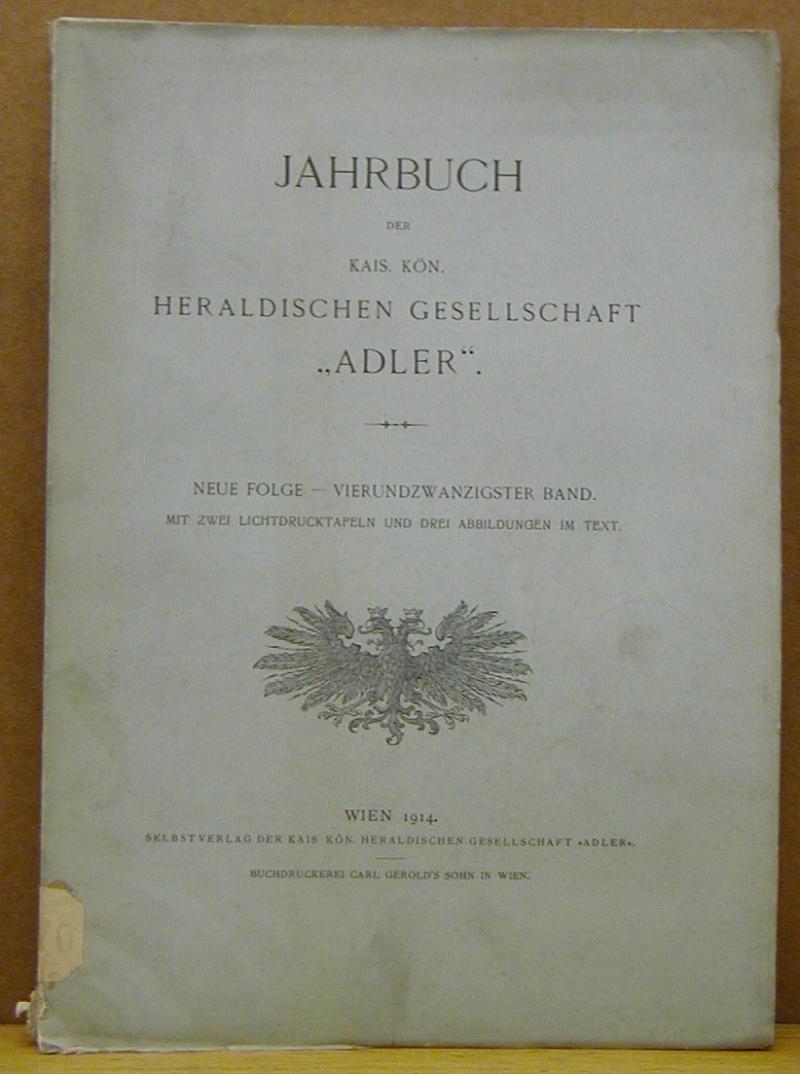 JAHRBUCH
DER
KAIS. KÖN.
HERALDISCHEN GESELLSCHAFT
„ADLER“.
NEUE FOLGE — VIERUNDZWANZIGSTER BAND.
MIT ZWEI LICHTDRUCKTAFELN UND DREI ABBILDUNGEN IM TEXT.
WIEN 1914.
SELBSTVERLAG DER KAIS. KÖN. HERALDISCHEN GESELLSCHAFT »ADLER«.
BUCHDRUCKEREI CARL GEROLD'S SOHN IN WIEN.